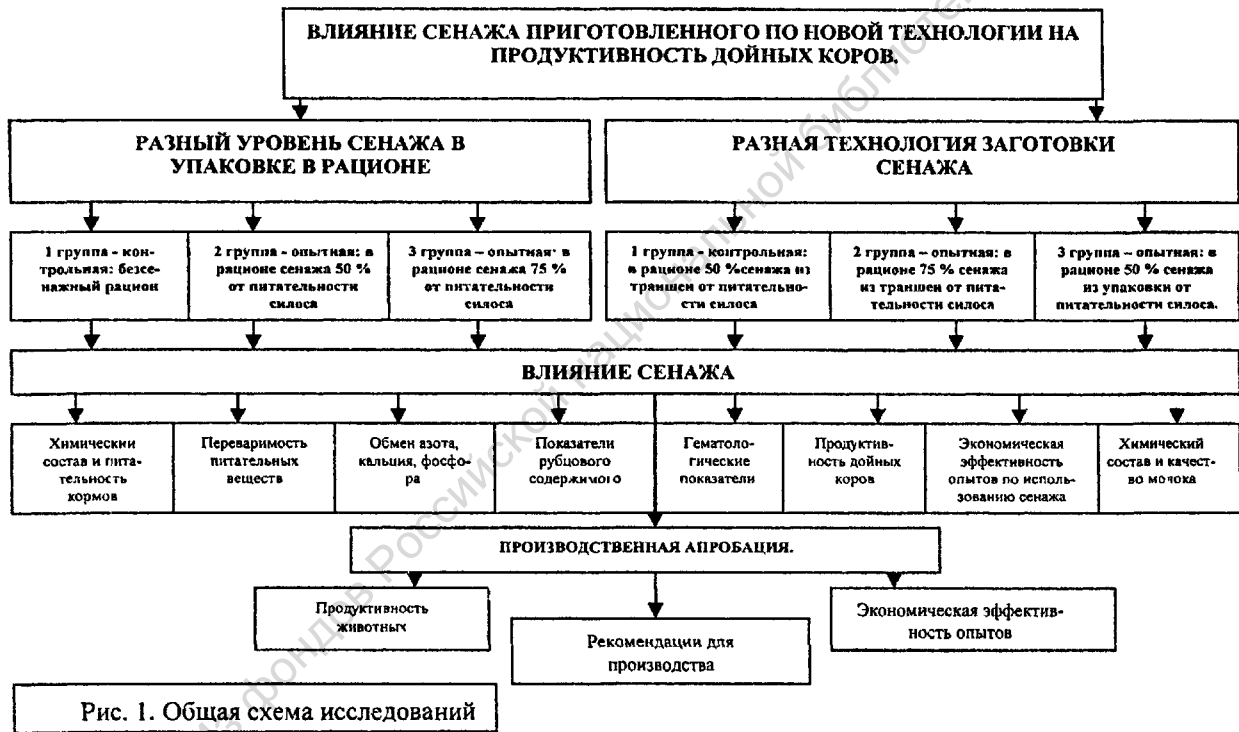 ВЛИЯНИЕ СЕНАЖА ПРИГОТОВЛЕННОГО ПО НОВОЙ ТЕХНОЛОГИИ НА
ПРОДУКТИВНОСТЬ ДОЙНЫХ КОРОВ.
РАЗНЫЙ УРОВЕНЬ СЕНАЖА В
УПАКОВКЕ В РАЦИОНЕ
РАЗНАЯ ТЕХНОЛОГИЯ ЗАГОТОВКИ
СЕНАЖА
1 группа - кон-
трольная: безсе-
нажный рацион
2 группа - опытная: в
рационе сенажа 50 %
от питательности
силоса
3 группа – опытная: в
рационе сенажа 75 %
от питательности
силоса
1 группа - контрольная:
в рационе 50 %сенажа из
траншеи от питательно-
сти силоса
2 группа – опытная: в
рационе 75 % сенажа
из траншеи от пита-
тельности силоса
3 группа – опытная: в
рационе 50 % сенажа
из упаковки от
питательности силоса.
ВЛИЯНИЕ СЕНАЖА
Химический
состав и пита-
тельность
кормов
Переваримость
питательных
веществ
Обмен азота,
кальция, фосфо-
ра
Показатели
рубцового
содержимого
Гематоло-
гические
показатели
Продуктив-
ность дойных
коров
Экономическая
эффективность
опытов по исполь-
зованию сенажа
Химический
состав и качест-
во молока
ПРОИЗВОДСТВЕННАЯ АПРОБАЦИЯ.
Продуктивность
животных
Рекомендации для
производства
Экономическая эффектив-
ность опытов
Рис. 1. Общая схема исследований
Из фондов Российской национальной библиотеки